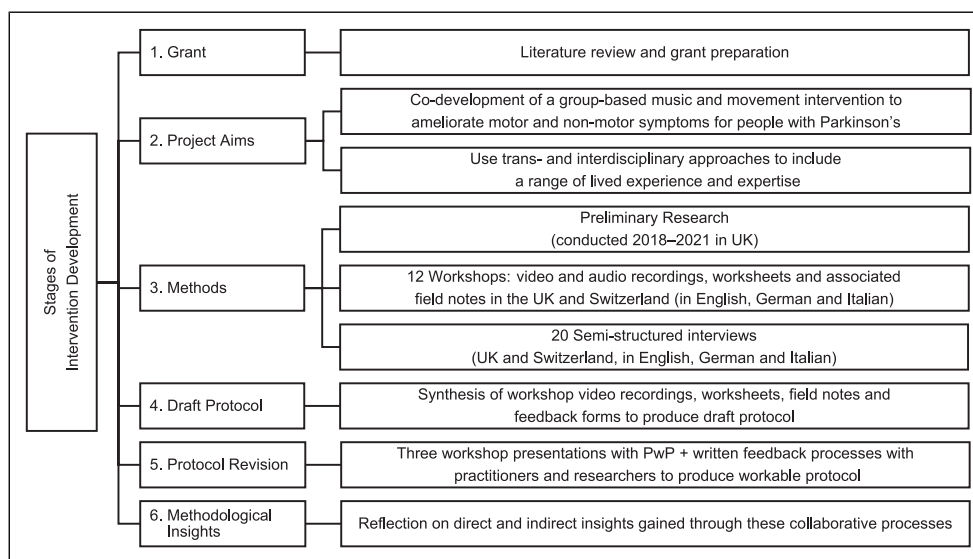 Stages of
Intervention Development
1. Grant
Literature review and grant preparation
2. Project Aims
Co-development of a group-based music and movement intervention to
ameliorate motor and non-motor symptoms for people with Parkinson's
Use trans- and interdisciplinary approaches to include
a range of lived experience and expertise
3. Methods
Preliminary Research
(conducted 2018–2021 in UK)
12 Workshops: video and audio recordings, worksheets and associated
field notes in the UK and Switzerland (in English, German and Italian)
20 Semi-structured interviews
(UK and Switzerland, in English, German and Italian)
4. Draft Protocol
Synthesis of workshop video recordings, worksheets, field notes and
feedback forms to produce draft protocol
5. Protocol Revision
Three workshop presentations with PwP + written feedback processes with
practitioners and researchers to produce workable protocol
6. Methodological
Insights
Reflection on direct and indirect insights gained through these collaborative processes